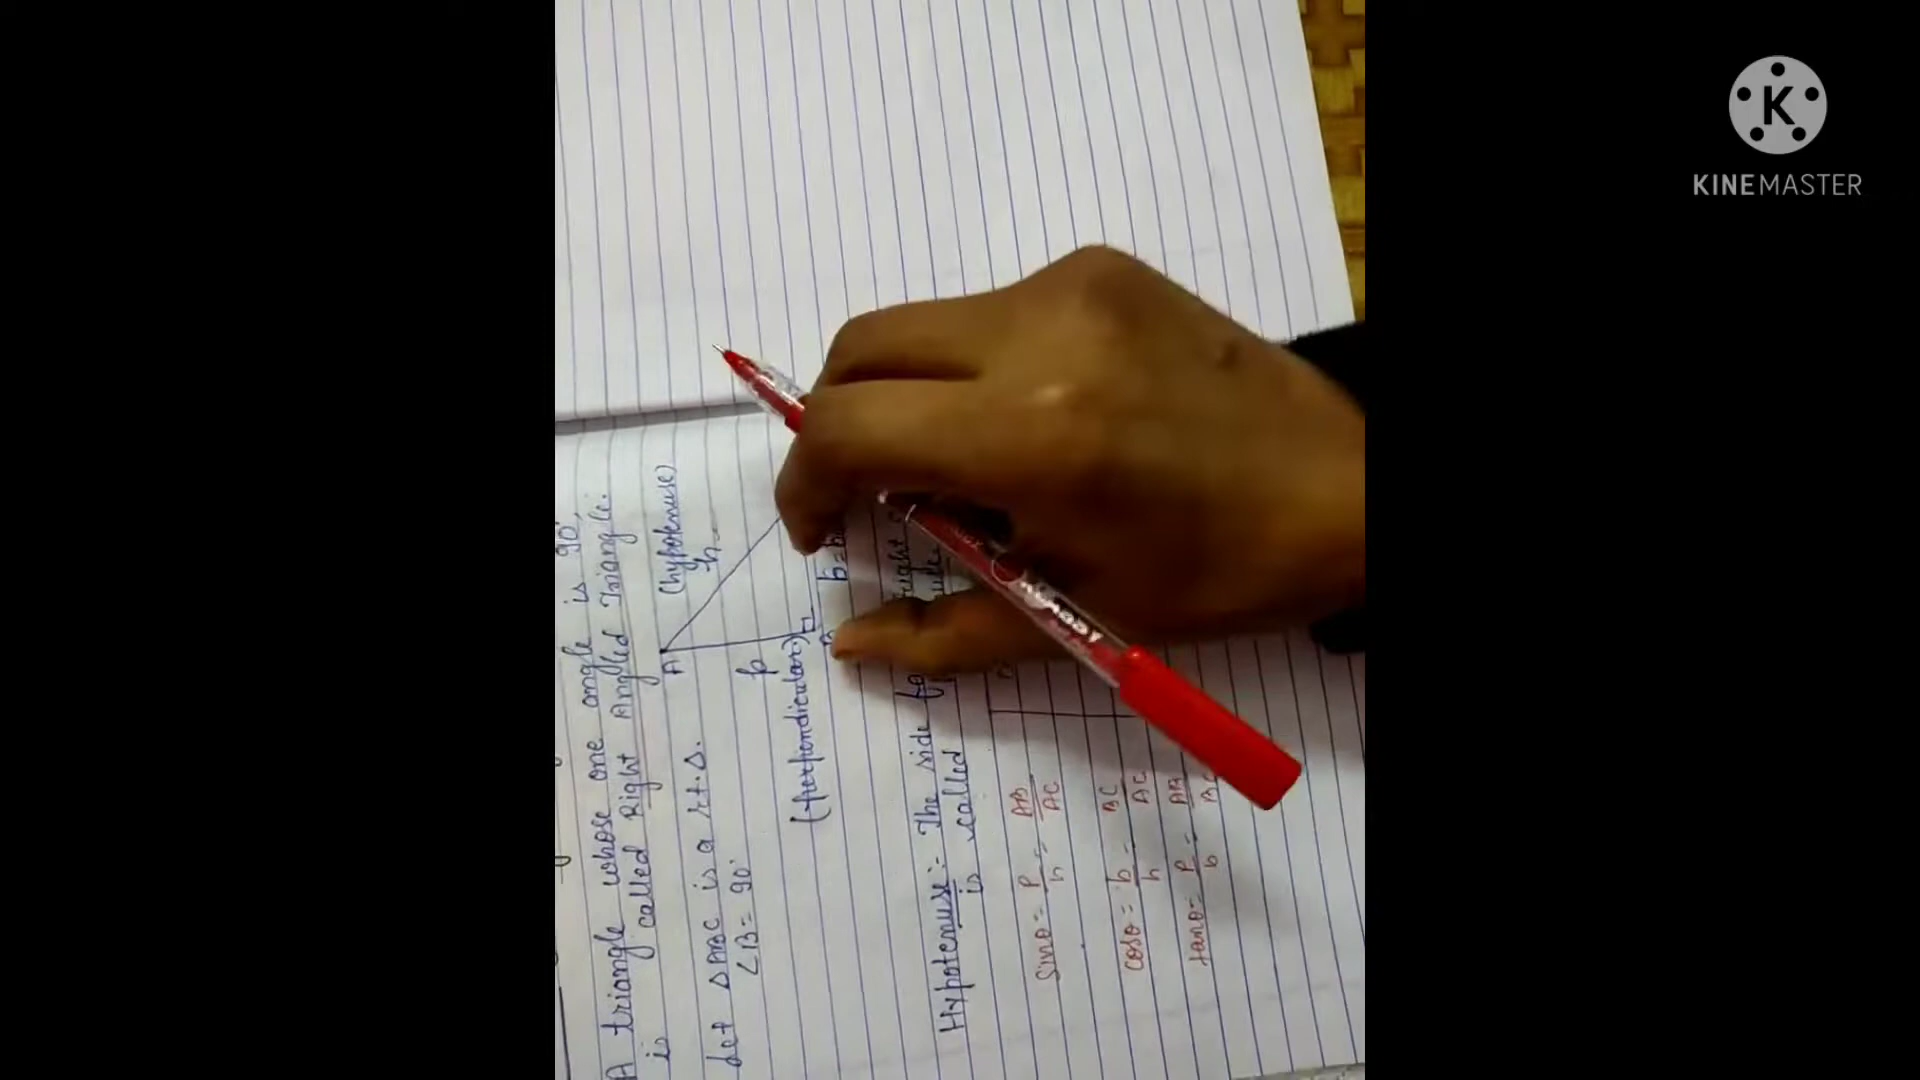 A triangle whose one angle is 90°,
is called Right Angled Triangle.
Let ΔABC is a rt. Δ.
∠B = 90°
A
(hypotenuse)
h
p
(perpendicular)
B
b =
Hypotenuse:- The side
right
is called
sinθ = P/h = AB/AC
cosθ = b/h = BC/AC
tanθ = P/b = AB/BC
K
KINEMASTER